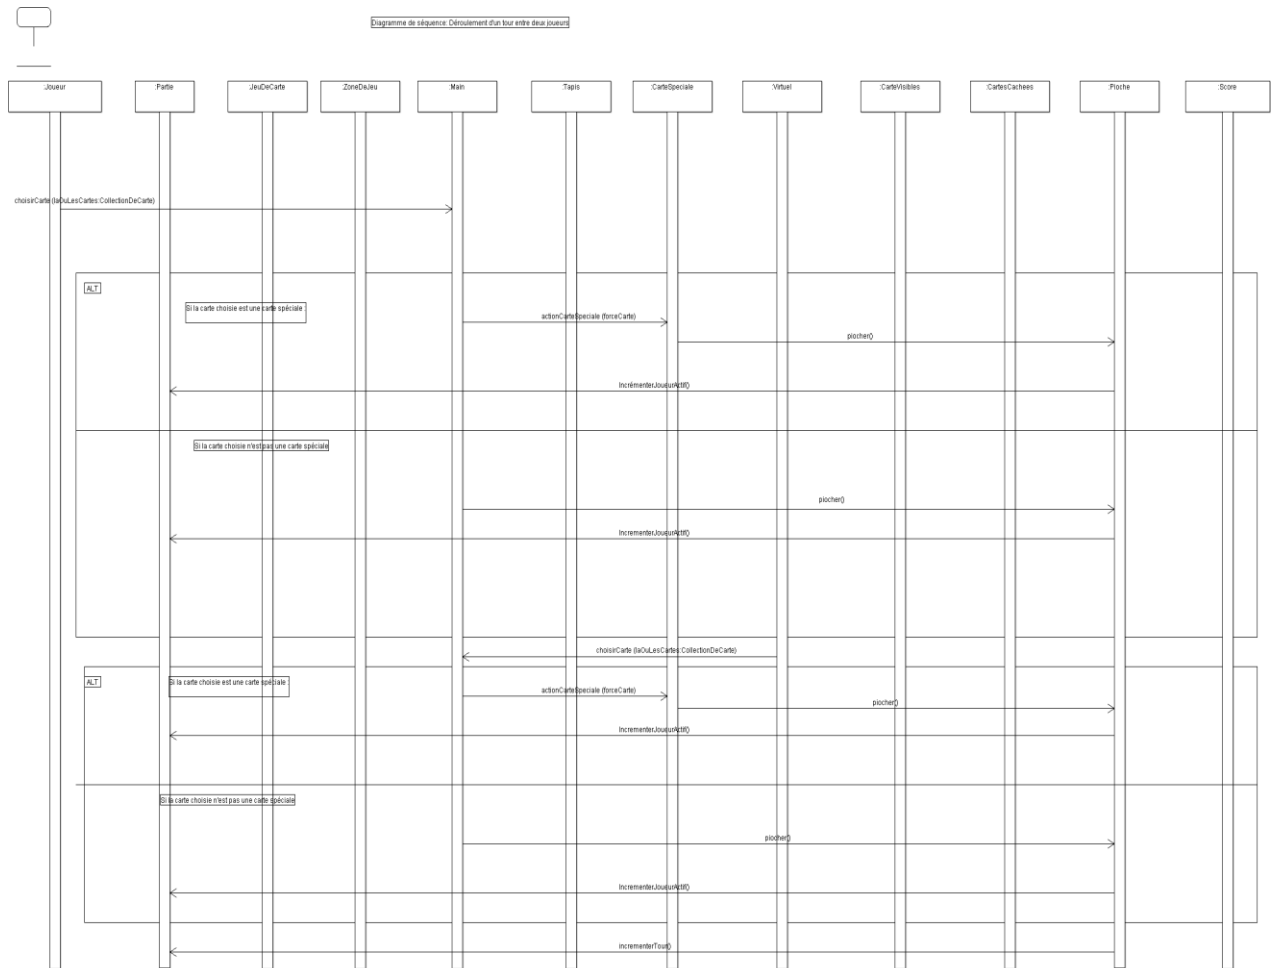 Diagramme de séquence: Déroulement d'un tour entre deux joueurs
:Joueur
:Partie
:JeuDeCarte
:ZoneDeJeu
:Main
:Tapis
:CarteSpeciale
:Virtuel
:CarteVisibles
:CartesCachees
:Pioche
:Score
choisirCarte (laOuLesCartes:CollectionDeCarte)
ALT
Si la carte choisie est une carte spéciale :
actionCarteSpeciale (forceCarte)
piocher()
IncrémenterJoueurActif()
Si la carte choisie n'est pas une carte spéciale
piocher()
IncrementerJoueurActif()
choisirCarte (laOuLesCartes:CollectionDeCarte)
ALT
Si la carte choisie est une carte spéciale :
actionCarteSpeciale (forceCarte)
piocher()
IncrementerJoueurActif()
Si la carte choisie n'est pas une carte spéciale
piocher()
IncrementerJoueurActif()
incrementerTour()